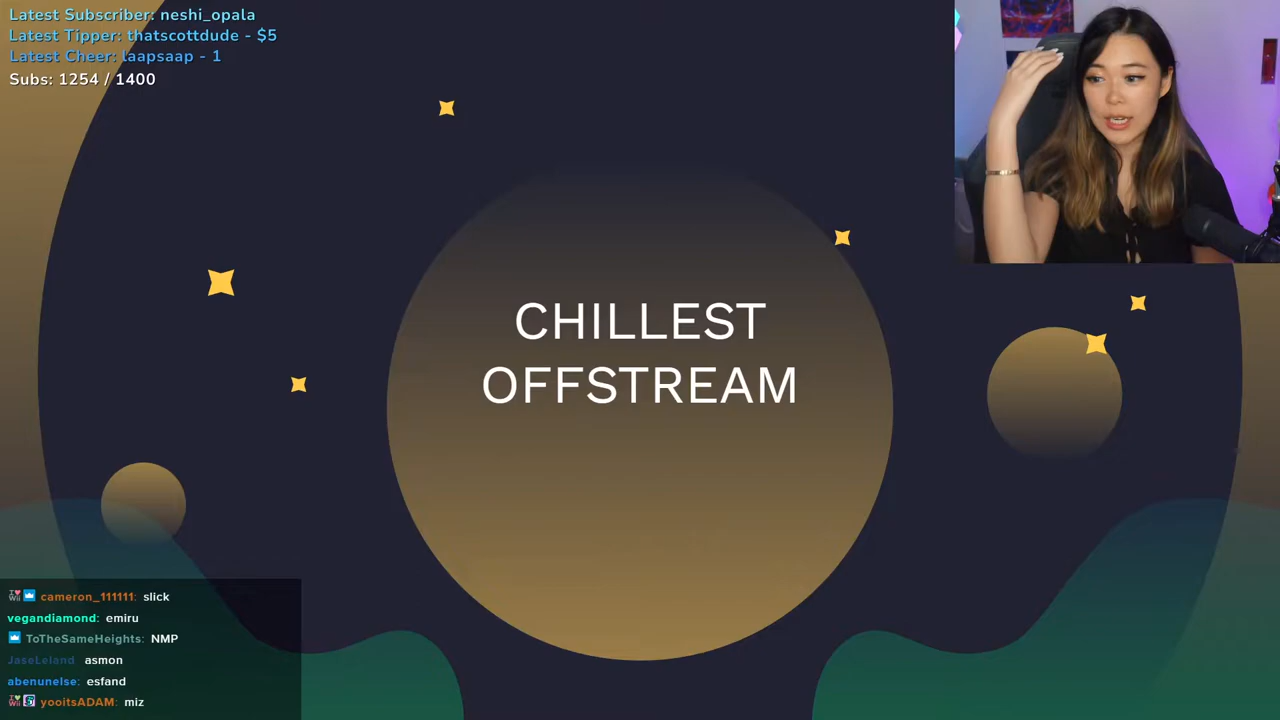 Latest Subscriber: neshi_opala
Latest Tipper: thatscottdude - $5
Latest Cheer: laapsaap - 1
Subs: 1254 / 1400
CHILLEST
OFFSTREAM
cameron_111111: slick
vegandiamond: emiru
ToTheSameHeights: NMP
JaseLeland asmon
abenunelse: esfand
yooitsADAM: miz